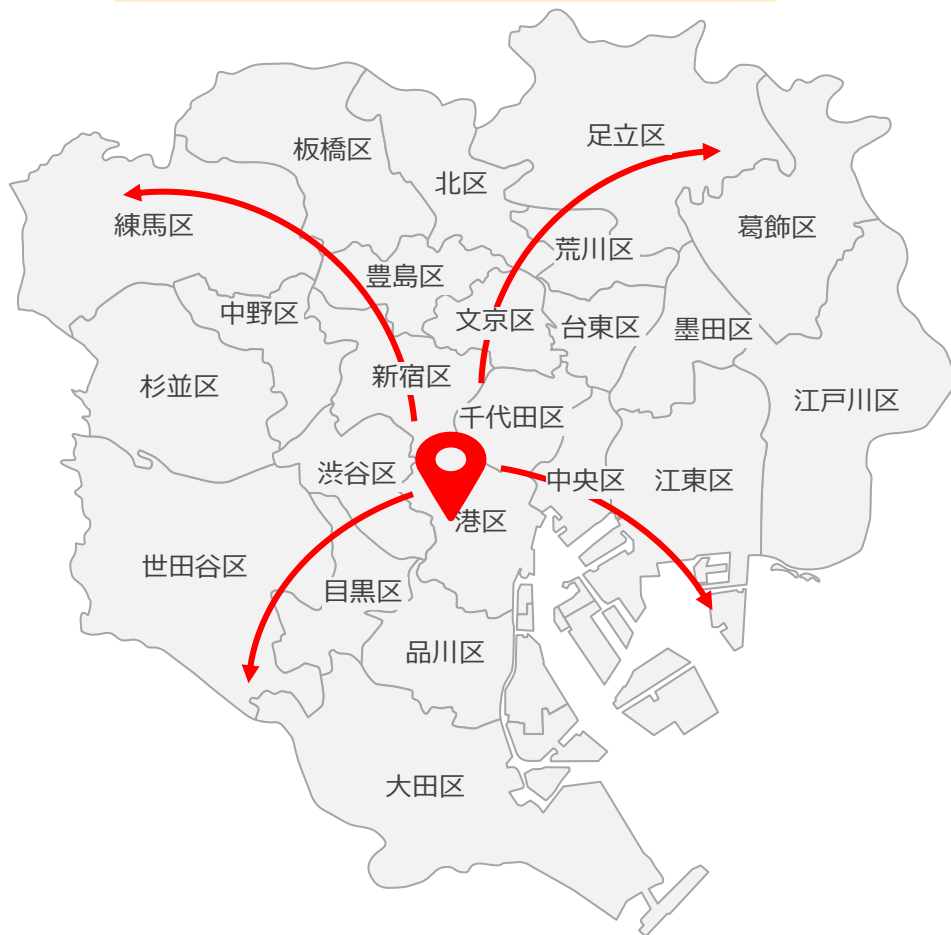 足立区
板橋区
北区
練馬区
葛飾区
荒川区
豊島区
中野区
文京区
台東区
墨田区
杉並区
新宿区
江戸川区
千代田区
渋谷区
中央区
江東区
港区
世田谷区
目黒区
品川区
大田区